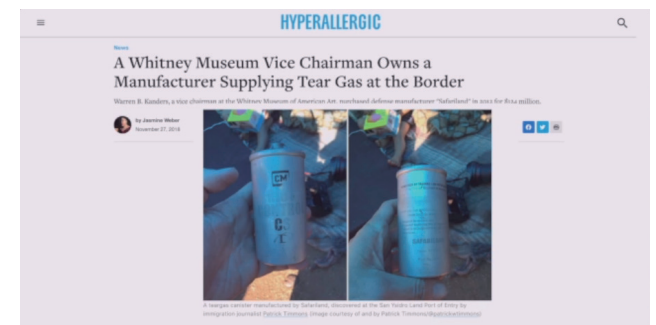 HYPERALLERGIC
News
A Whitney Museum Vice Chairman Owns a
Manufacturer Supplying Tear Gas at the Border
Warren B. Kanders, a vice chairman at the Whitney Museum of American Art, purchased defense manufacturer "Safariland" in 2012 for $124 million.
by Jasmine Weber
November 27, 2018
CM
A teargas canister manufactured by Safariland, discovered at the San Ysidro Land Port of Entry by
immigration journalist Patrick Timmons (image courtesy of and by Patrick Timmons/@patricktimmons)